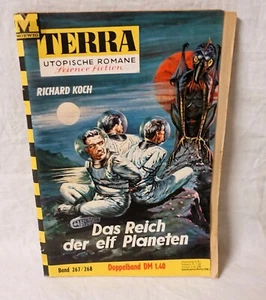 M
TERRA
UTOPISCHE ROMANE
Science Fiction
RICHARD KOCH
Das Reich
der elf Planeten
Band 267/268
Doppelband DM 1.40